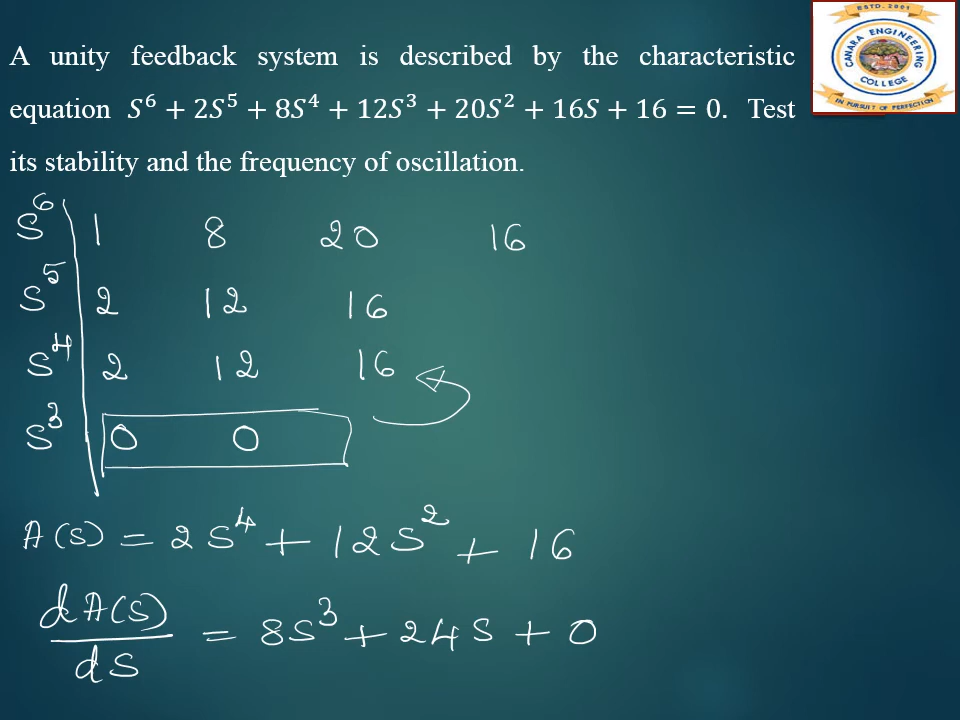 A unity feedback system is described by the characteristic
equation S⁶ + 2S⁵ + 8S⁴ + 12S³ + 20S² + 16S + 16 = 0. Test
its stability and the frequency of oscillation.
ESTD. 2001
CANARA ENGINEERING
COLLEGE
IN PURSUIT OF PERFECTION
S⁶ 1 8 20 16
S⁵ 2 12 16
S⁴ 2 12 16
S³ 0 0
A(S) = 2S⁴ + 12S² + 16
dA(S)/dS = 8S³ + 24S + 0